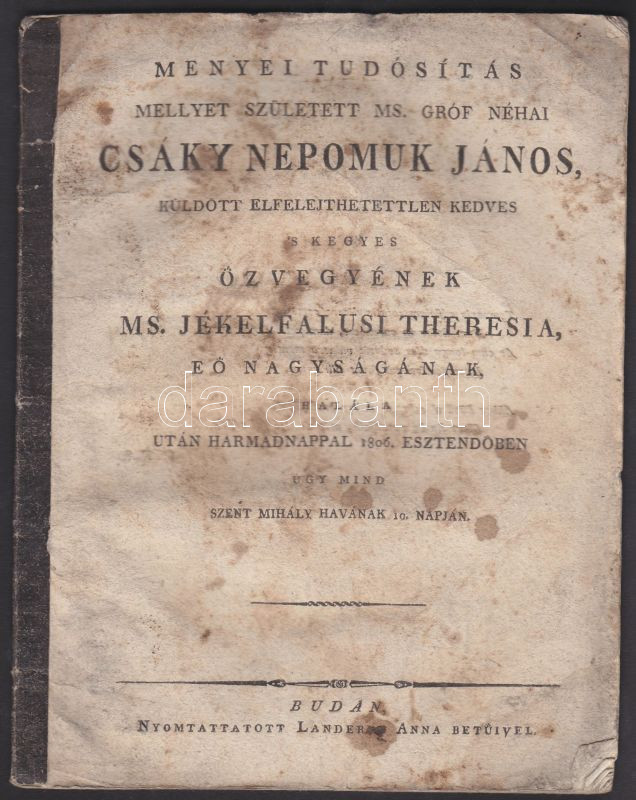 MENYEI TUDÓSÍTÁS
MELLYET SZÜLETETT MS. GRÓF NÉHAI
CSÁKY NEPOMUK JÁNOS,
KÜLDÖTT ELFELEJTHETETTLEN KEDVES
'S KEGYES
ÖZVEGYÉNEK
MS. JÉKELFALUSI THERESIA,
EŐ NAGYSÁGÁNAK,
HALÁLA
darabanth
UTÁN HARMADNAPPAL 1806. ESZTENDŐBEN
UGY MIND
SZENT MIHÁLY HAVÁNAK 10. NAPJÁN.
BUDÁN,
NYOMTATTATOTT LANDERER ANNA BETŰIVEL.